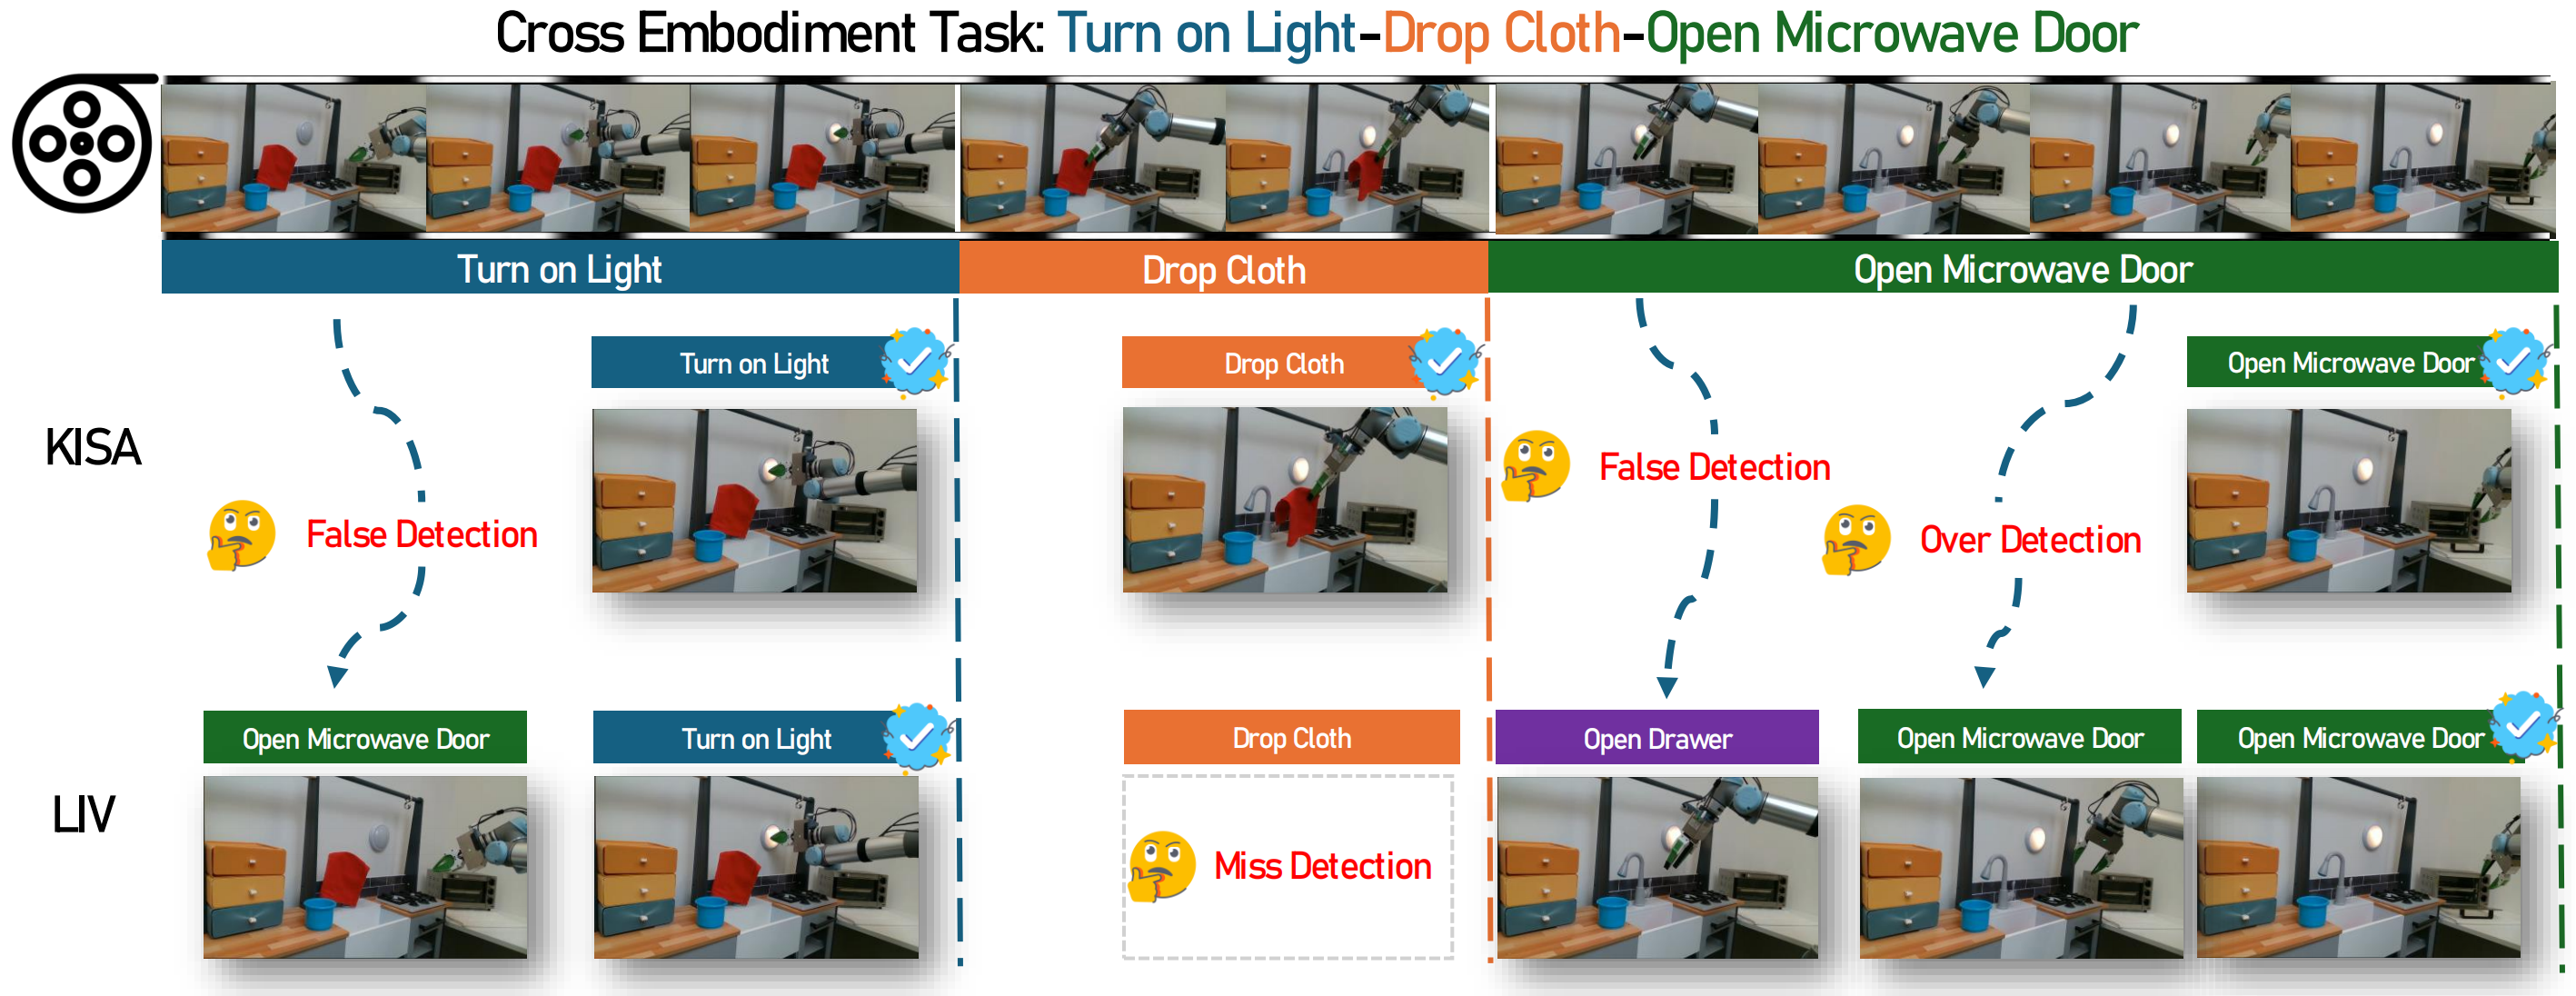 Cross Embodiment Task: Turn on Light-Drop Cloth-Open Microwave Door
Turn on Light
Drop Cloth
Open Microwave Door
KISA
Turn on Light
Drop Cloth
Open Microwave Door
False Detection
False Detection
Over Detection
LIV
Open Microwave Door
Turn on Light
Drop Cloth
Open Drawer
Open Microwave Door
Open Microwave Door
Miss Detection